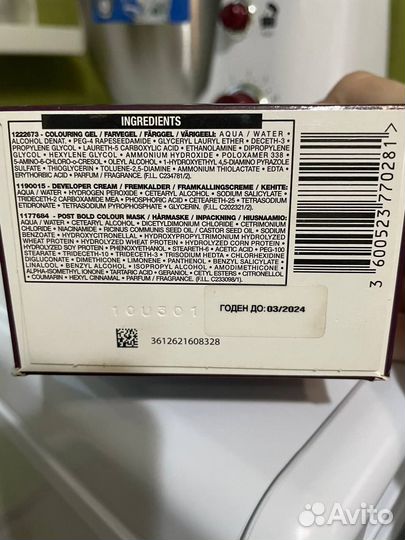 INGREDIENTS
1222673 - COLOURING GEL / FARVEGEL / FÄRGGEL / VÄRIGEELI: AQUA / WATER •
ALCOHOL DENAT. • PEG-4 RAPESEEDAMIDE • GLYCERYL LAURYL ETHER • DECETH-3 •
PROPYLENE GLYCOL • LAURETH-5 CARBOXYLIC ACID • ETHANOLAMINE • DIPROPYLENE
GLYCOL • HEXYLENE GLYCOL • AMMONIUM HYDROXIDE • POLOXAMER 338 •
5-AMINO-6-CHLORO-o-CRESOL • OLEYL ALCOHOL • 1-HYDROXYETHYL 4,5-DIAMINO PYRAZOLE
SULFATE • THIOGLYCERIN • TOLUENE-2,5-DIAMINE • AMMONIUM THIOLACTATE • EDTA •
ERYTHORBIC ACID • PARFUM / FRAGRANCE. (F.I.L. C234781/2).
1190015 - DEVELOPER CREAM / FREMKALDER / FRAMKALLNINGSCREME / KEHITE:
AQUA / WATER • HYDROGEN PEROXIDE • CETEARYL ALCOHOL • SODIUM SALICYLATE •
TRIDECETH-2 CARBOXAMIDE MEA • PHOSPHORIC ACID • CETEARETH-25 • TETRASODIUM
ETIDRONATE • TETRASODIUM PYROPHOSPHATE • GLYCERIN. (F.I.L. C202321/2).
1177684 - POST BOLD COLOUR MASK / HÅRMASKE / INPACKNING / HIUSNAAMIO:
AQUA / WATER • CETEARYL ALCOHOL • DICETYLDIMONIUM CHLORIDE • CETRIMONIUM
CHLORIDE • NIACINAMIDE • RICINUS COMMUNIS SEED OIL / CASTOR SEED OIL • SODIUM
BENZOATE • HYDROXYCITRONELLAL • HYDROXYPROPYLTRIMONIUM HYDROLYZED
WHEAT PROTEIN • HYDROLYZED WHEAT PROTEIN • HYDROLYZED CORN PROTEIN •
HYDROLYZED SOY PROTEIN • PHENOXYETHANOL • STEARETH-6 • ACETIC ACID • PEG-100
STEARATE • TRIDETH-10 • TRIDECETH-3 • TRISODIUM HEDTA • CHLORHEXIDINE
DIGLUCONATE • DIMETHICONE • LIMONENE • PANTHENOL • BENZYL SALICYLATE •
LINALOOL • BENZYL ALCOHOL • ISOPROPYL ALCOHOL • AMODIMETHICONE •
ALPHA-ISOMETHYL IONONE • TARTARIC ACID • GERANIOL • CETYL ESTERS • CITRONELLOL
• COUMARIN • HEXYL CINNAMAL • PARFUM / FRAGRANCE. (F.I.L. C233098/1).
3 600523 770281
ГОДЕН ДО: 03/2024
10U301
3612621608328
Avito